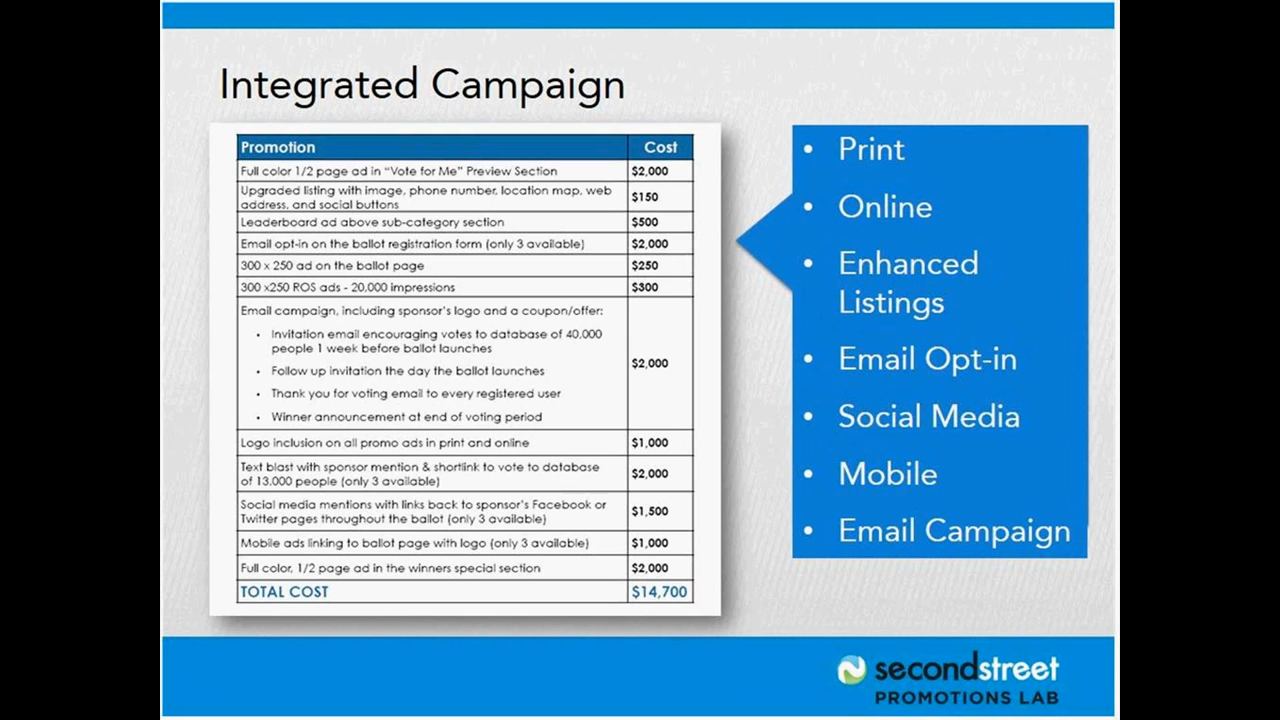 Integrated Campaign
Promotion Cost
Full color 1/2 page ad in “Vote for Me” Preview Section $2,000
Upgraded listing with image, phone number, location map, web
address, and social buttons $150
Leaderboard ad above sub-category section $500
Email opt-in on the ballot registration form (only 3 available) $2,000
300 x 250 ad on the ballot page $250
300 x250 ROS ads - 20,000 impressions $300
Email campaign, including sponsor’s logo and a coupon/offer:
• Invitation email encouraging votes to database of 40,000
people 1 week before ballot launches
• Follow up invitation the day the ballot launches
$2,000
• Thank you for voting email to every registered user
• Winner announcement at end of voting period
Logo inclusion on all promo ads in print and online $1,000
Text blast with sponsor mention & shortlink to vote to database
of 13,000 people (only 3 available) $2,000
Social media mentions with links back to sponsor’s Facebook or
Twitter pages throughout the ballot (only 3 available) $1,500
Mobile ads linking to ballot page with logo (only 3 available) $1,000
Full color, 1/2 page ad in the winners special section $2,000
TOTAL COST $14,700
• Print
• Online
• Enhanced
Listings
• Email Opt-in
• Social Media
• Mobile
• Email Campaign
secondstreet
PROMOTIONS LAB